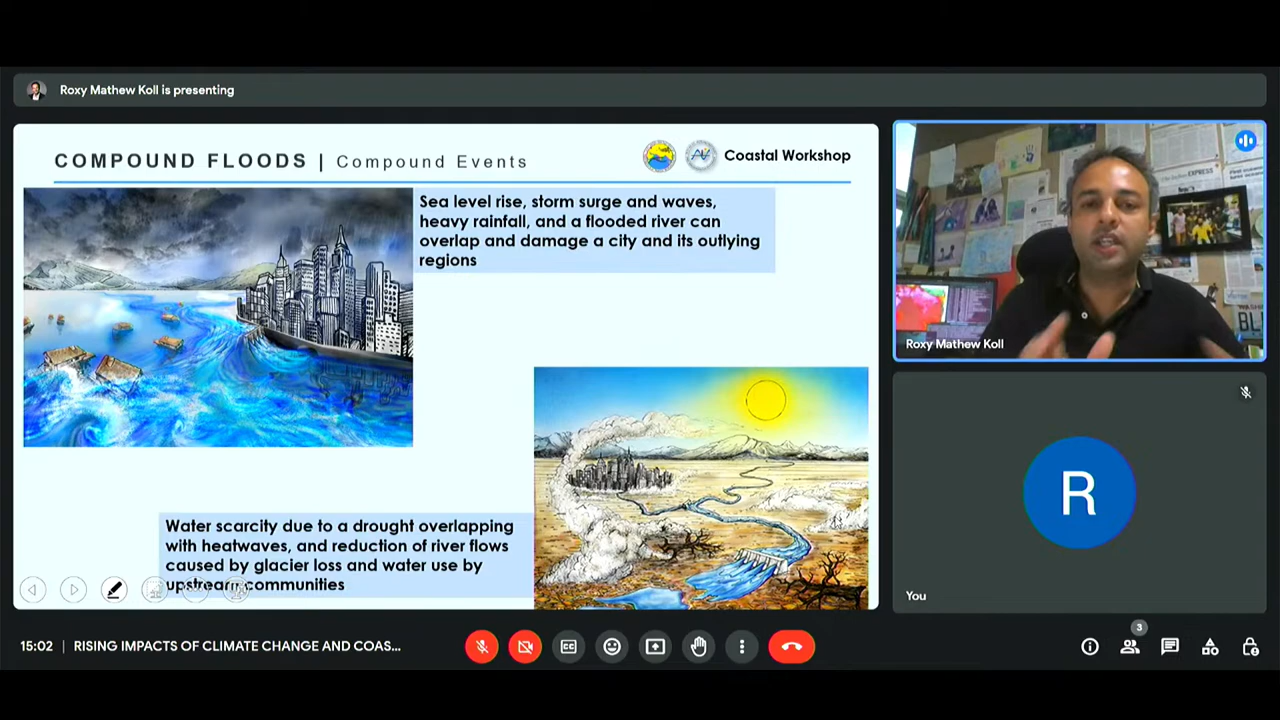 Roxy Mathew Koll is presenting
COMPOUND FLOODS | Compound Events
Coastal Workshop
Sea level rise, storm surge and waves,
heavy rainfall, and a flooded river can
overlap and damage a city and its outlying
regions
Water scarcity due to a drought overlapping
with heatwaves, and reduction of river flows
caused by glacier loss and water use by
upstream communities
Roxy Mathew Koll
R
You
3
15:02 | RISING IMPACTS OF CLIMATE CHANGE AND COAS...